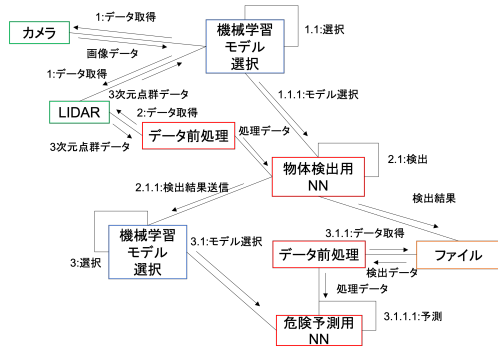 1:データ取得
カメラ
画像データ
機械学習
モデル
選択
1.1:選択
1:データ取得
3次元点群データ
1.1.1:モデル選択
LIDAR
2:データ取得
データ前処理
処理データ
3次元点群データ
物体検出用
NN
2.1:検出
2.1.1:検出結果送信
検出結果
機械学習
モデル
選択
3:選択
3.1:モデル選択
3.1.1:データ取得
データ前処理
ファイル
検出データ
処理データ
危険予測用
NN
3.1.1.1:予測